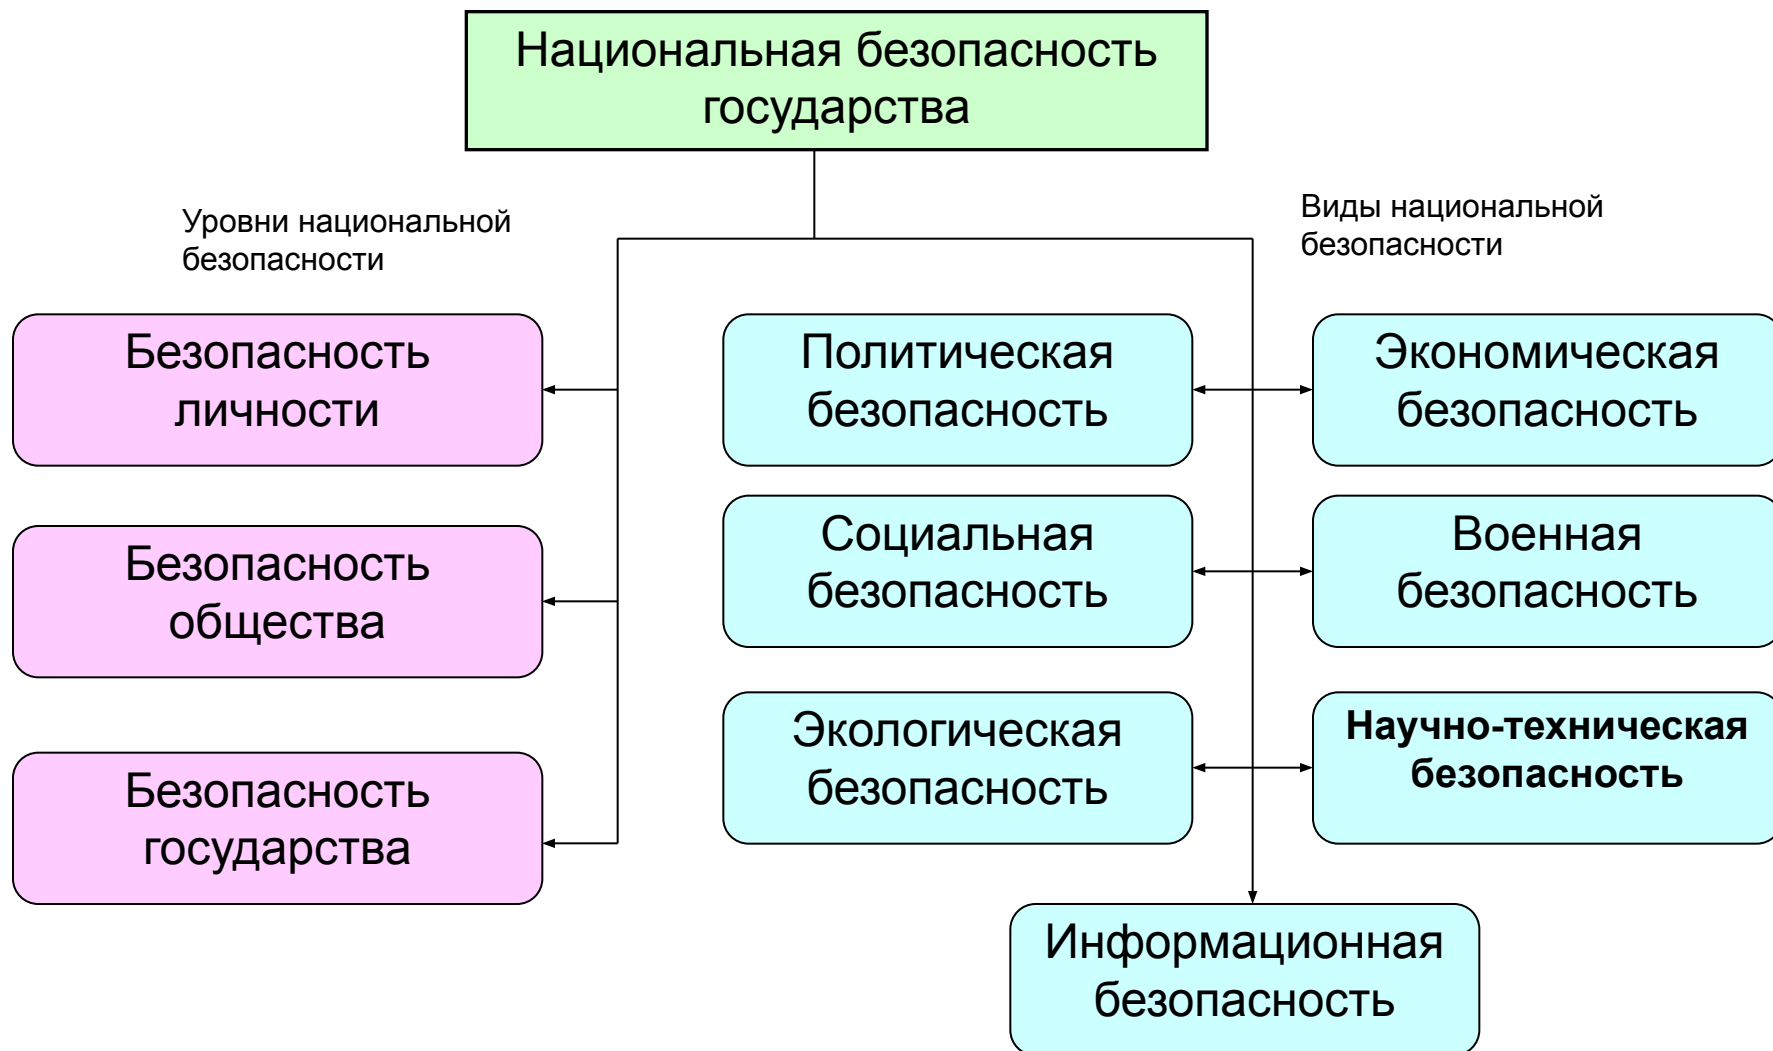 Национальная безопасность
государства
Уровни национальной
безопасности
Виды национальной
безопасности
Безопасность
личности
Политическая
безопасность
Экономическая
безопасность
Безопасность
общества
Социальная
безопасность
Военная
безопасность
Безопасность
государства
Экологическая
безопасность
Научно-техническая
безопасность
Информационная
безопасность